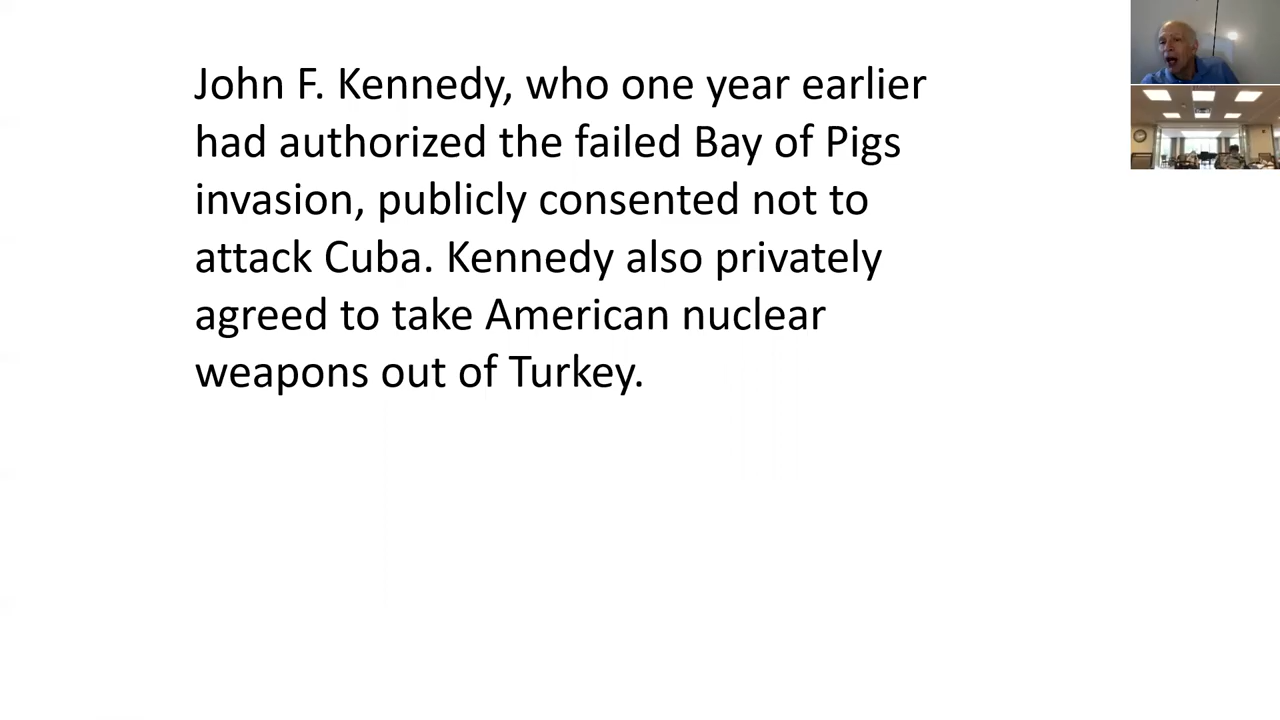 John F. Kennedy, who one year earlier
had authorized the failed Bay of Pigs
invasion, publicly consented not to
attack Cuba. Kennedy also privately
agreed to take American nuclear
weapons out of Turkey.